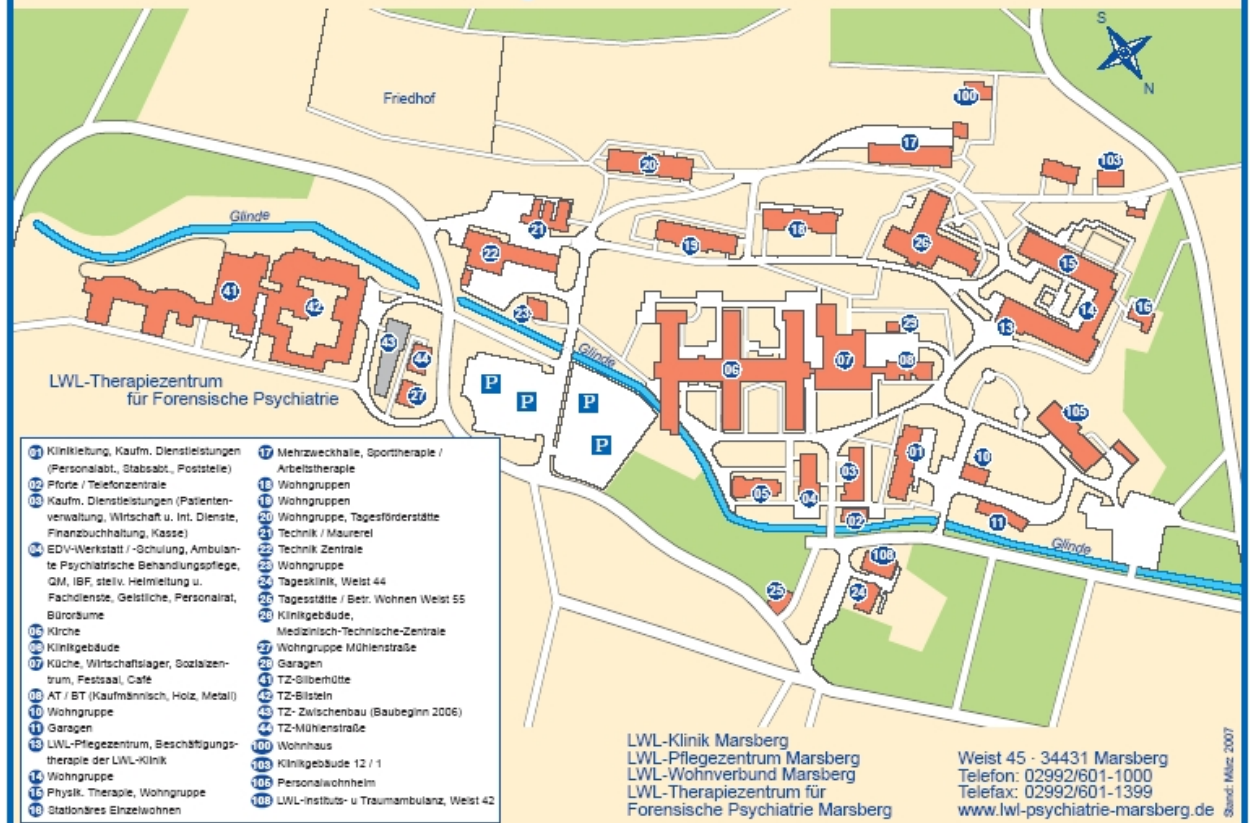 S
N
Friedhof
100
17
103
20
Glinde
21
18
22
15
26
15
41
42
23
16
14
13
43
Glinde
29
44
06
07
08
27
LWL-Therapiezentrum
für Forensische Psychiatrie
P
P
P
P
105
01
10
03
05
04
02
11
Glinde
108
25
24
01 Klinikleitung, Kaufm. Dienstleistungen
(Personalabt., Stabsabt., Poststelle)
02 Pforte / Telefonzentrale
03 Kaufm. Dienstleistungen (Patienten-
verwaltung, Wirtschaft u. Int. Dienste,
Finanzbuchhaltung, Kasse)
04 EDV-Werkstatt / -Schulung, Ambulan-
te Psychiatrische Behandlungspflege,
QM, IBF, stellv. Heimleitung u.
Fachdienste, Geistliche, Personalrat,
Büroräume
05 Kirche
06 Klinikgebäude
07 Küche, Wirtschaftslager, Sozialzen-
trum, Festsaal, Café
08 AT / BT (Kaufmännisch, Holz, Metall)
10 Wohngruppe
11 Garagen
13 LWL-Pflegezentrum, Beschäftigungs-
therapie der LWL-Klinik
14 Wohngruppe
15 Physik. Therapie, Wohngruppe
16 Stationäres Einzelwohnen
17 Mehrzweckhalle, Sporttherapie /
Arbeitstherapie
18 Wohngruppen
19 Wohngruppen
20 Wohngruppe, Tagesförderstätte
21 Technik / Maurerei
22 Technik Zentrale
23 Wohngruppe
24 Tagesklinik, Weist 44
25 Tagesstätte / Betr. Wohnen Weist 55
26 Klinikgebäude,
Medizinisch-Technische-Zentrale
27 Wohngruppe Mühlenstraße
29 Garagen
41 TZ-Silberhütte
42 TZ-Bilstein
43 TZ- Zwischenbau (Baubeginn 2006)
44 TZ-Mühlenstraße
100 Wohnhaus
103 Klinikgebäude 12 / 1
105 Personalwohnheim
108 LWL-Instituts- u Traumambulanz, Weist 42
LWL-Klinik Marsberg
LWL-Pflegezentrum Marsberg
LWL-Wohnverbund Marsberg
LWL-Therapiezentrum für
Forensische Psychiatrie Marsberg
Weist 45 · 34431 Marsberg
Telefon: 02992/601-1000
Telefax: 02992/601-1399
www.lwl-psychiatrie-marsberg.de
Stand: März 2007